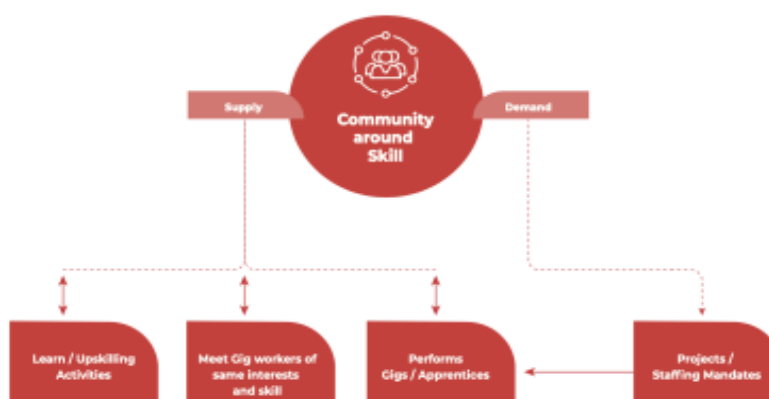 Supply
Community
around
Skill
Demand
Learn / Upskilling
Activities
Meet Gig workers of
same interests
and skill
Performs
Gigs / Apprentices
Projects /
Staffing Mandates